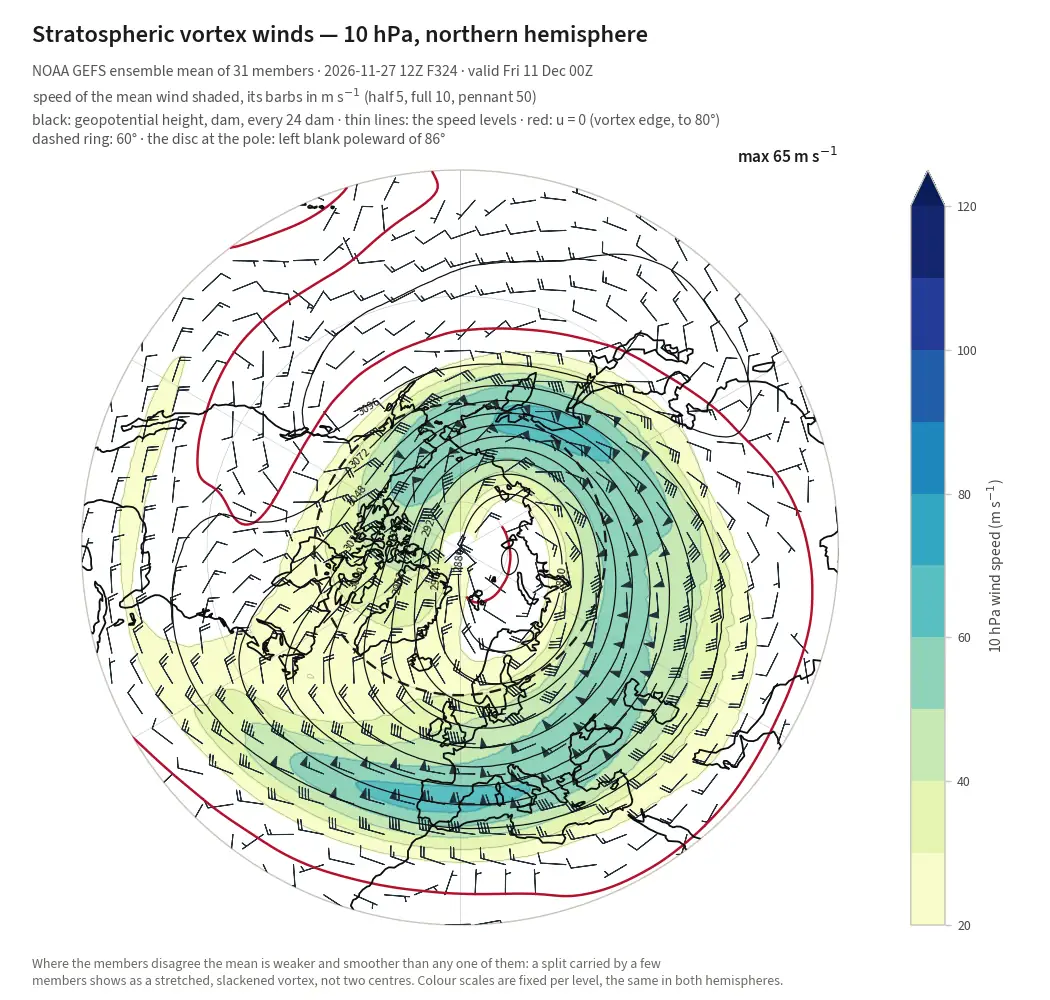 Stratospheric vortex winds — 10 hPa, northern hemisphere
NOAA GEFS ensemble mean of 31 members · 2026-11-27 12Z F324 · valid Fri 11 Dec 00Z
speed of the mean wind shaded, its barbs in m s⁻¹ (half 5, full 10, pennant 50)
black: geopotential height, dam, every 24 dam · thin lines: the speed levels · red: u = 0 (vortex edge, to 80°)
dashed ring: 60° · the disc at the pole: left blank poleward of 86°
max 65 m s⁻¹
120
100
80
60
40
20
10 hPa wind speed (m s⁻¹)
3096
3072
Where the members disagree the mean is weaker and smoother than any one of them: a split carried by a few
members shows as a stretched, slackened vortex, not two centres. Colour scales are fixed per level, the same in both hemispheres.